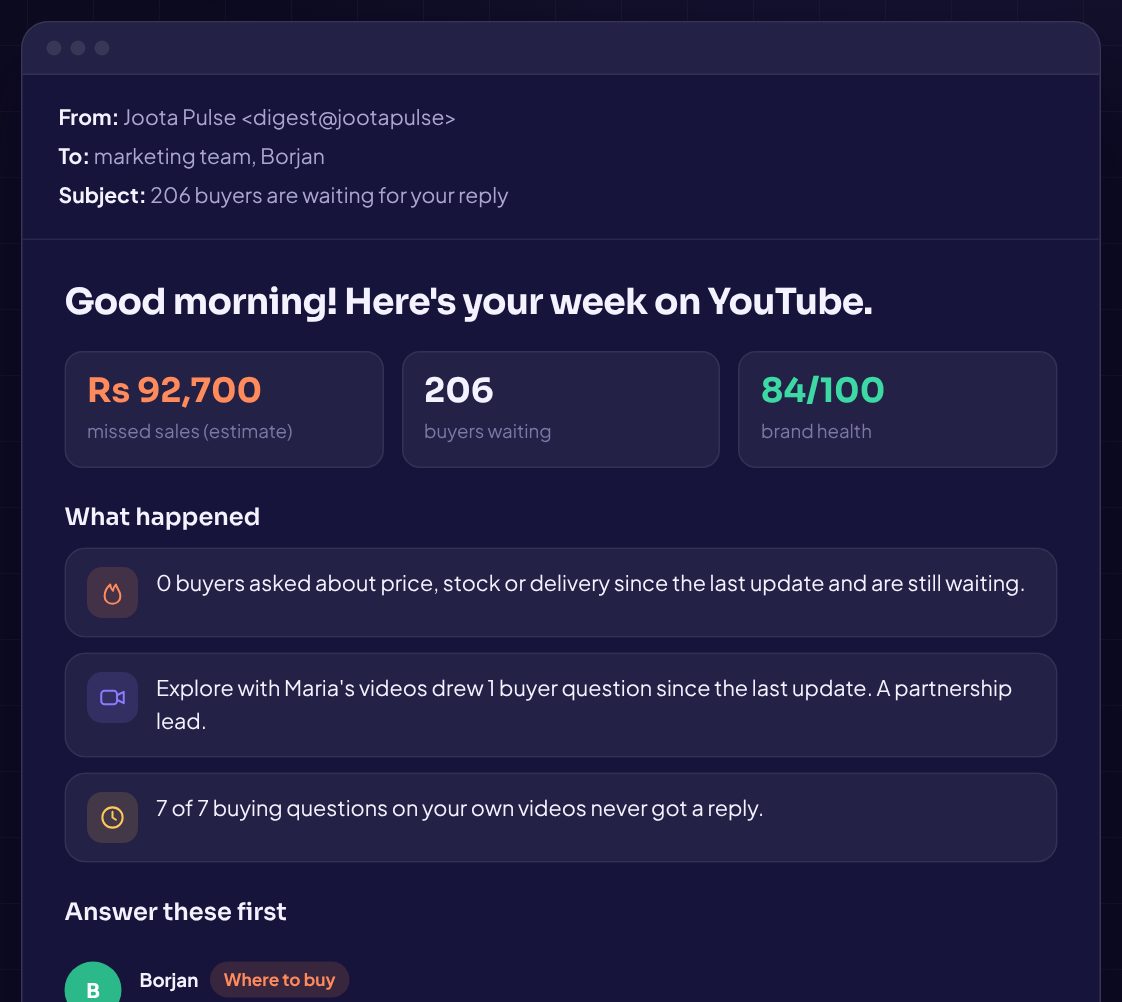 From: Joota Pulse <digest@jootapulse>
To: marketing team, Borjan
Subject: 206 buyers are waiting for your reply
Good morning! Here's your week on YouTube.
Rs 92,700
missed sales (estimate)
206
buyers waiting
84/100
brand health
What happened
0 buyers asked about price, stock or delivery since the last update and are still waiting.
Explore with Maria's videos drew 1 buyer question since the last update. A partnership
lead.
7 of 7 buying questions on your own videos never got a reply.
Answer these first
B
Borjan
Where to buy